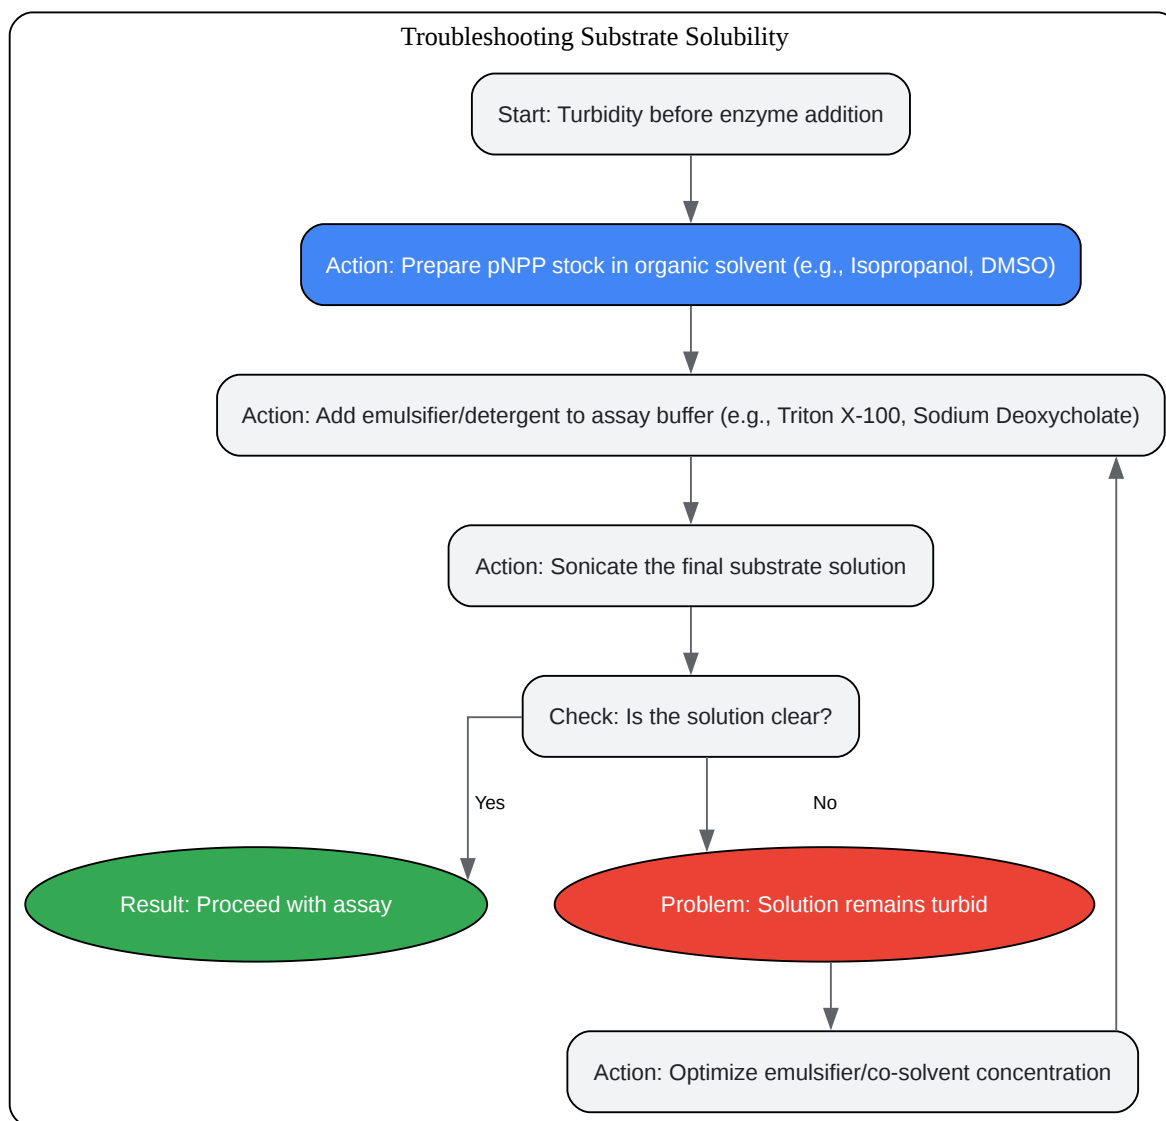 Troubleshooting Substrate Solubility
Start: Turbidity before enzyme addition
Action: Prepare pNPP stock in organic solvent (e.g., Isopropanol, DMSO)
Action: Add emulsifier/detergent to assay buffer (e.g., Triton X-100, Sodium Deoxycholate)
Action: Sonicate the final substrate solution
Check: Is the solution clear?
Yes
No
Result: Proceed with assay
Problem: Solution remains turbid
Action: Optimize emulsifier/co-solvent concentration